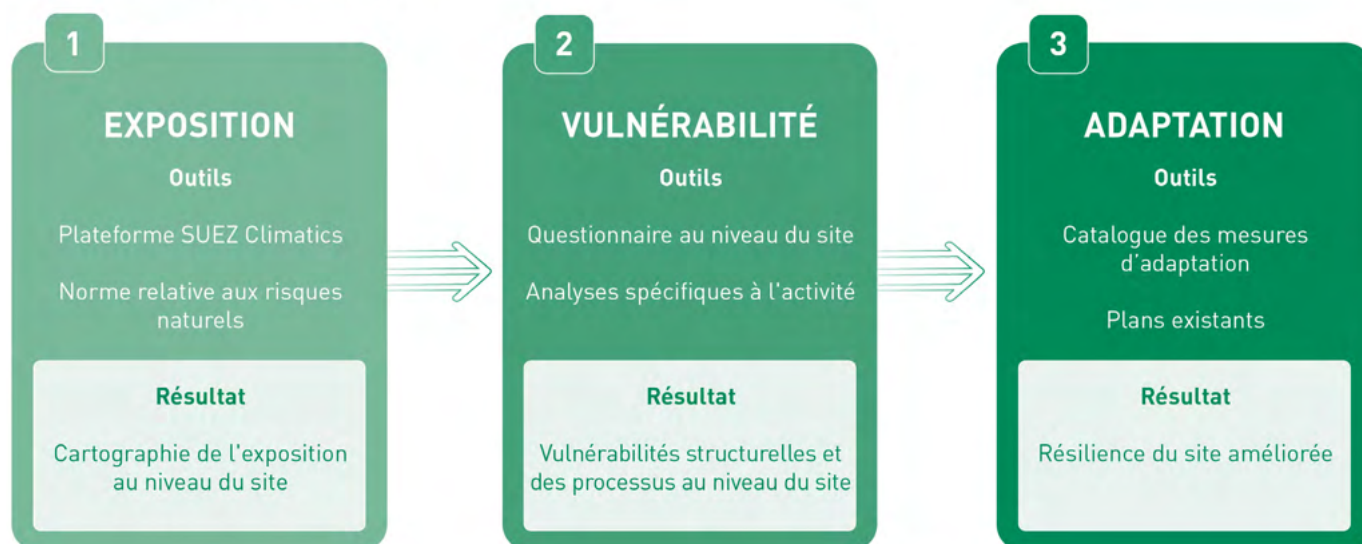 1
EXPOSITION
Outils
Plateforme SUEZ Climatics
Norme relative aux risques
naturels
Résultat
Cartographie de l'exposition
au niveau du site
2
VULNÉRABILITÉ
Outils
Questionnaire au niveau du site
Analyses spécifiques à l'activité
Résultat
Vulnérabilités structurelles et
des processus au niveau du site
3
ADAPTATION
Outils
Catalogue des mesures
d’adaptation
Plans existants
Résultat
Résilience du site améliorée